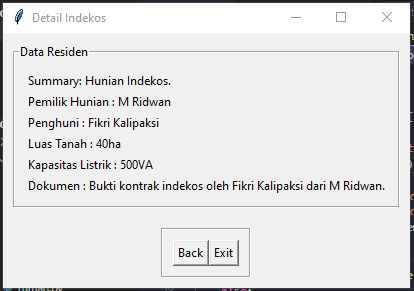 Detail Indekos
Data Residen
Summary: Hunian Indekos.
Pemilik Hunian : M Ridwan
Penghuni : Fikri Kalipaksi
Luas Tanah : 40ha
Kapasitas Listrik : 500VA
Dokumen : Bukti kontrak indekos oleh Fikri Kalipaksi dari M Ridwan.
Back Exit